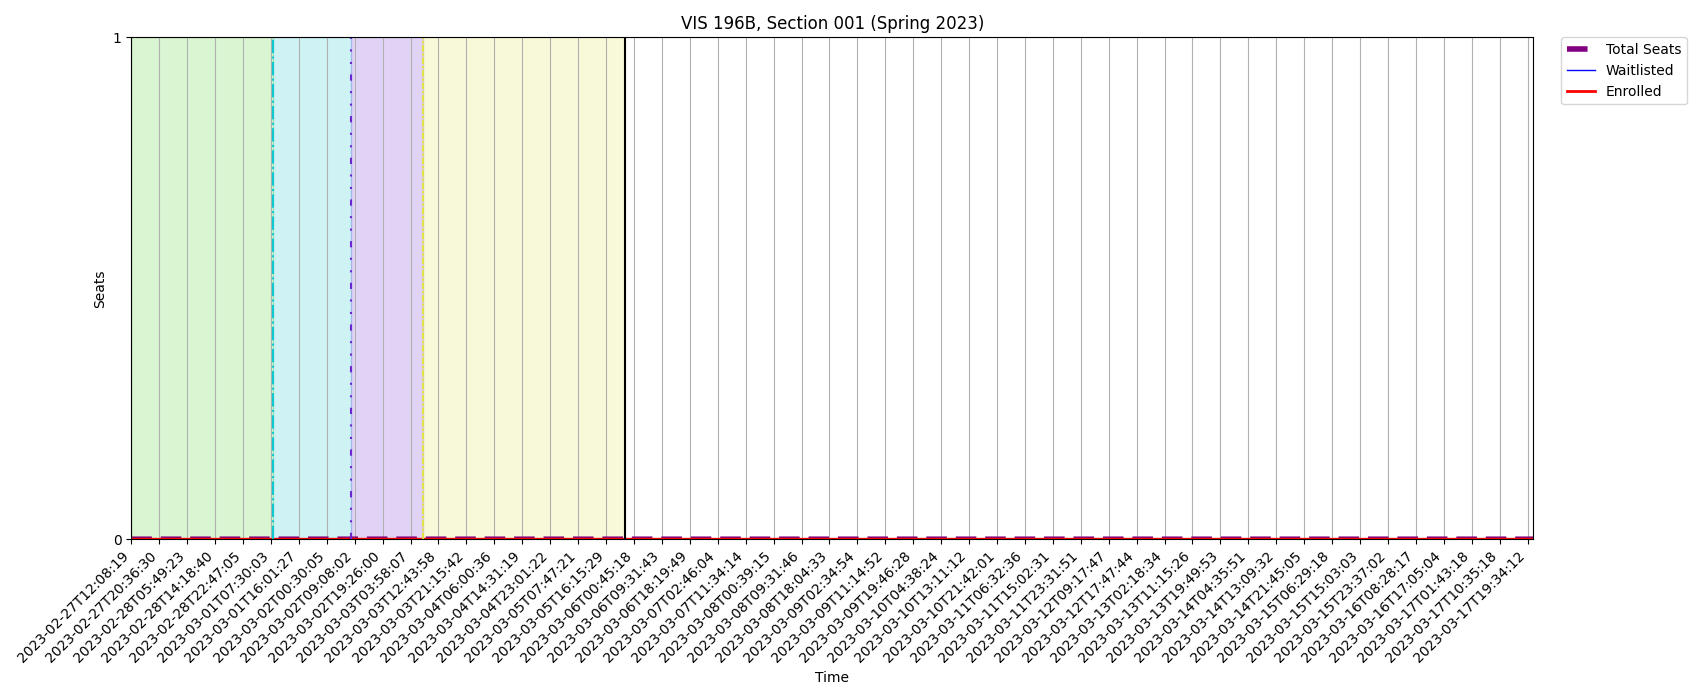 VIS 196B, Section 001 (Spring 2023)
Total Seats
Waitlisted
Enrolled
1
Seats
0
2023-02-27T12:08:19
2023-02-27T20:36:30
2023-02-28T05:49:23
2023-02-28T14:18:40
2023-02-28T22:47:05
2023-03-01T07:30:03
2023-03-01T16:01:27
2023-03-02T00:30:05
2023-03-02T09:08:02
2023-03-02T19:26:00
2023-03-03T03:58:07
2023-03-03T12:43:58
2023-03-03T21:15:42
2023-03-04T06:00:36
2023-03-04T14:31:19
2023-03-04T23:01:22
2023-03-05T07:47:21
2023-03-05T16:15:29
2023-03-06T00:45:18
2023-03-06T09:31:43
2023-03-06T18:19:49
2023-03-07T02:46:04
2023-03-07T11:34:14
2023-03-08T00:39:15
2023-03-08T09:31:46
2023-03-08T18:04:33
2023-03-09T02:34:54
2023-03-09T11:14:52
2023-03-09T19:46:28
2023-03-10T04:38:24
2023-03-10T13:11:12
2023-03-10T21:42:01
2023-03-11T06:32:36
2023-03-11T15:02:31
2023-03-11T23:31:51
2023-03-12T09:17:47
2023-03-12T17:47:44
2023-03-13T02:18:34
2023-03-13T11:15:26
2023-03-13T19:49:53
2023-03-14T04:35:51
2023-03-14T13:09:32
2023-03-14T21:45:05
2023-03-15T06:29:18
2023-03-15T15:03:03
2023-03-15T23:37:02
2023-03-16T08:28:17
2023-03-16T17:05:04
2023-03-17T01:43:18
2023-03-17T10:35:18
2023-03-17T19:34:12
Time